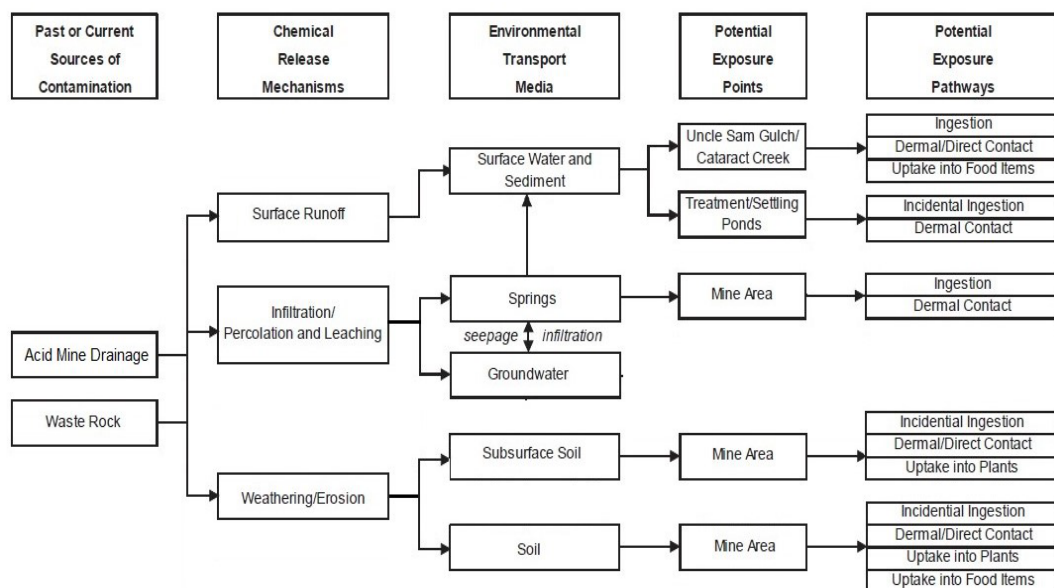 Past or Current
Sources of
Contamination
Chemical
Release
Mechanisms
Environmental
Transport
Media
Potential
Exposure
Points
Potential
Exposure
Pathways
Surface Runoff
Surface Water and
Sediment
Uncle Sam Gulch/
Cataract Creek
Ingestion
Dermal/Direct Contact
Uptake into Food Items
Treatment/Settling
Ponds
Incidental Ingestion
Dermal Contact
Acid Mine Drainage
Waste Rock
Infiltration/
Percolation and Leaching
Springs
Mine Area
Ingestion
Dermal Contact
seepage infiltration
Groundwater
Weathering/Erosion
Subsurface Soil
Mine Area
Incidential Ingestion
Dermal/Direct Contact
Uptake into Plants
Soil
Mine Area
Incidential Ingestion
Dermal/Direct Contact
Uptake into Plants
Uptake into Food Items